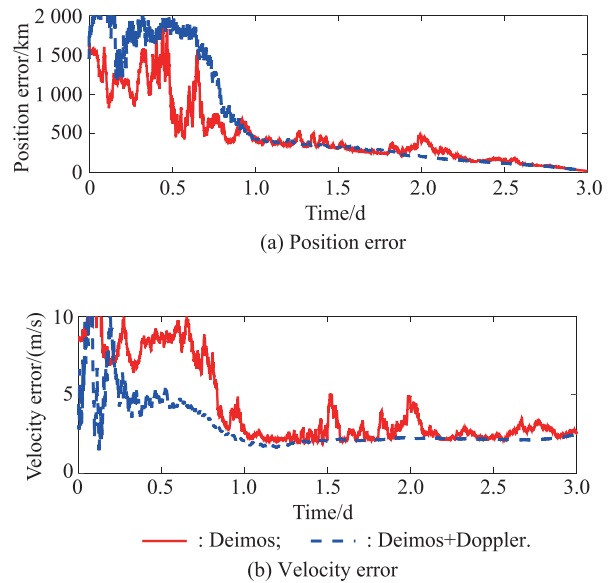 2 000
1 500
1 000
500
0
Position error/km
0 0.5 1.0 1.5 2.0 2.5 3.0
Time/d
(a) Position error
10
5
0
Velocity error/(m/s)
0 0.5 1.0 1.5 2.0 2.5 3.0
Time/d
: Deimos; : Deimos+Doppler.
(b) Velocity error